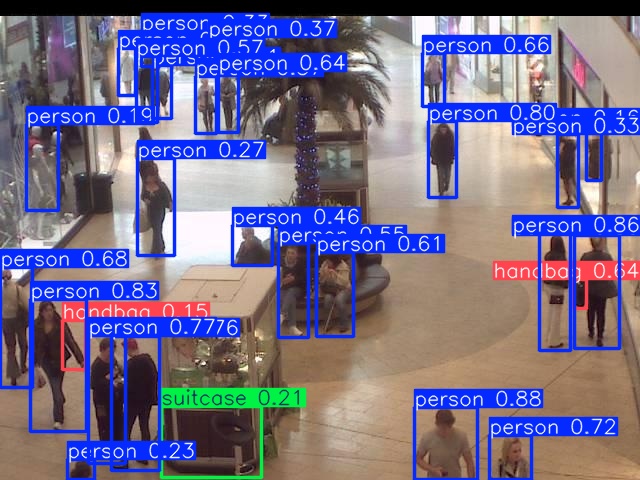 person 0.37
person 0.57
person 0.64
person 0.66
person 0.19
person 0.80
0.33
person 0.27
person 0.46
person 0.61
person 0.86
person 0.68
handbag 0.64
person 0.83
handbag 0.15
person 0.7776
suitcase 0.21
person 0.88
person 0.72
person 0.23